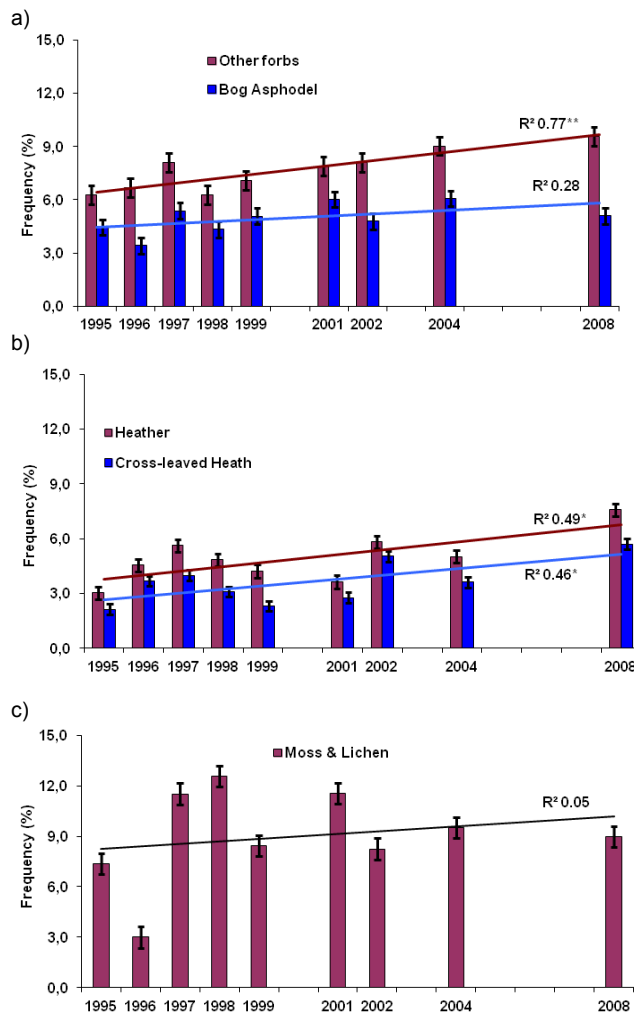 a)
15,0
12,0
9,0
6,0
3,0
0,0
Frequency (%)
Other forbs
Bog Asphodel
R² 0.77**
R² 0.28
1995 1996 1997 1998 1999 2001 2002 2004 2008
b)
15,0
12,0
9,0
6,0
3,0
0,0
Frequency (%)
Heather
Cross-leaved Heath
R² 0.49*
R² 0.46*
1995 1996 1997 1998 1999 2001 2002 2004 2008
c)
15,0
12,0
9,0
6,0
3,0
0,0
Frequency (%)
Moss & Lichen
R² 0.05
1995 1996 1997 1998 1999 2001 2002 2004 2008